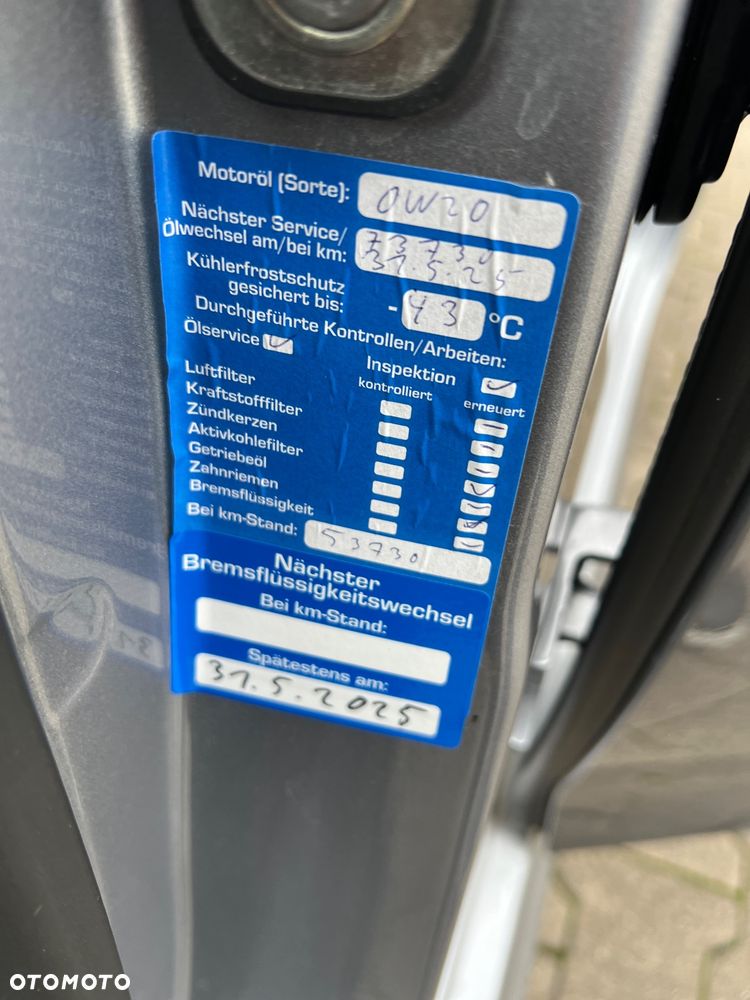 Motoröl (Sorte): 0W20
Nächster Service/
Ölwechsel am/bei km: 73730
31.5.25
Kühlerfrostschutz
gesichert bis: -43 °C
Durchgeführte Kontrollen/Arbeiten:
Ölservice Inspektion
kontrolliert erneuert
Luftfilter
Kraftstofffilter
Zündkerzen
Aktivkohlefilter
Getriebeöl
Zahnriemen
Bremsflüssigkeit
Bei km-Stand: 53730
Nächster
Bremsflüssigkeitswechsel
Bei km-Stand:
Spätestens am:
31.5.2025
OTOMOTO